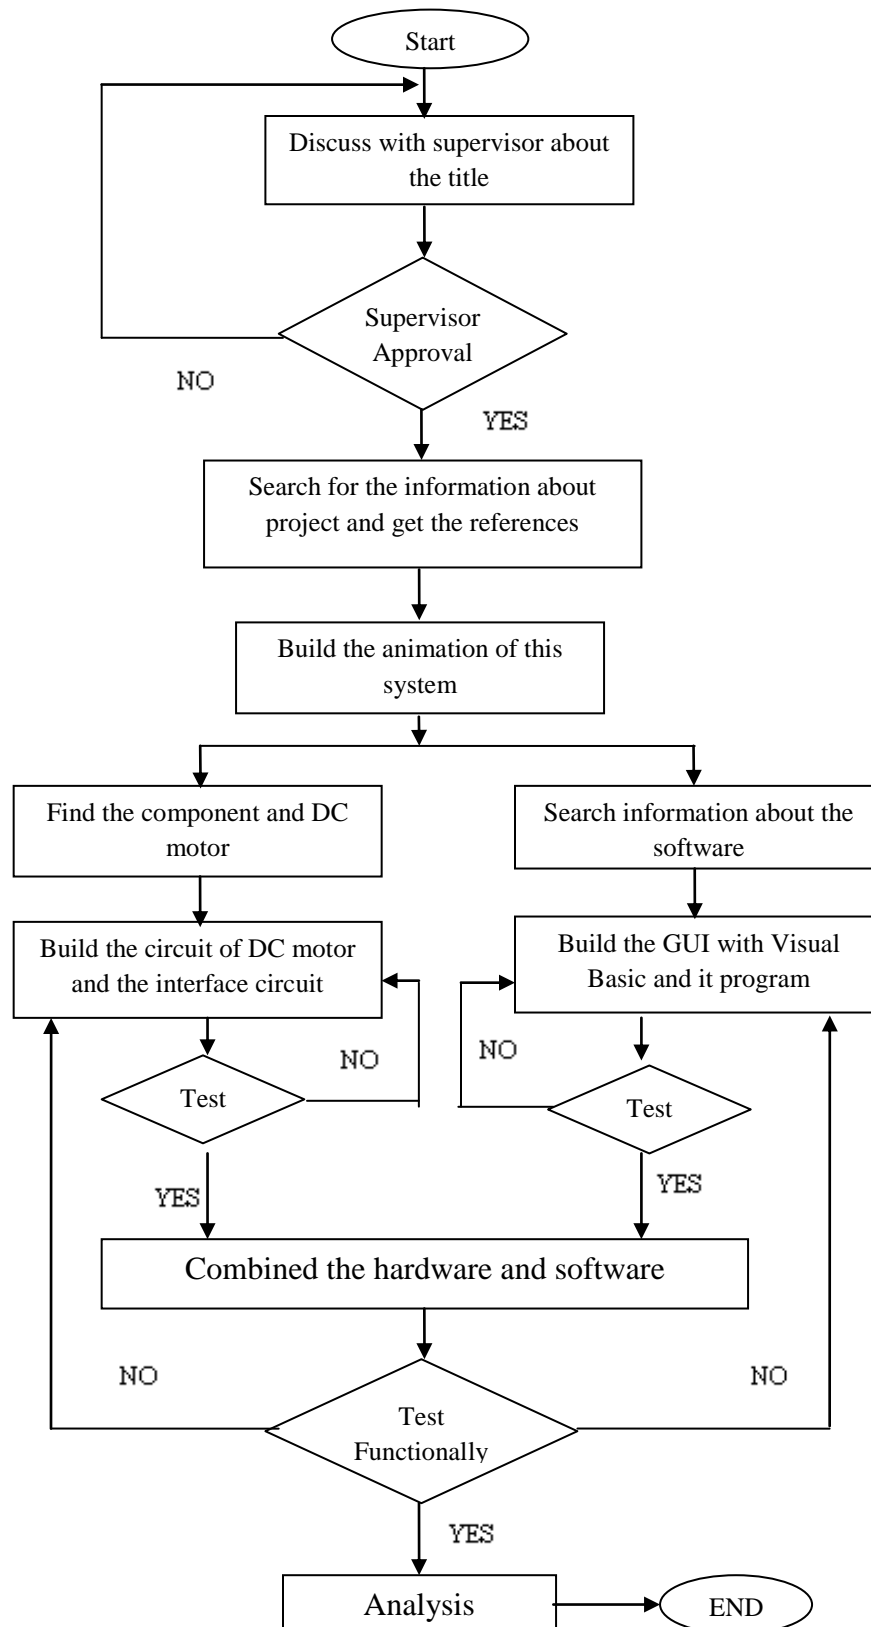 Start
Discuss with supervisor about
the title
Supervisor
Approval
NO
YES
Search for the information about
project and get the references
Build the animation of this
system
Find the component and DC
motor
Search information about the
software
Build the circuit of DC motor
and the interface circuit
Build the GUI with Visual
Basic and it program
NO
NO
Test
Test
YES
YES
Combined the hardware and software
NO
NO
Test
Functionally
YES
Analysis
END